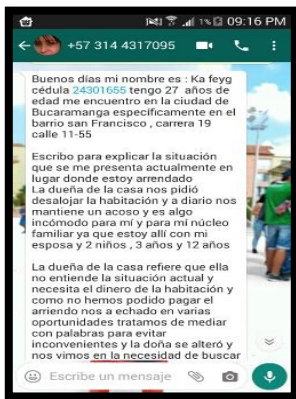 1% 09:16 PM
+57 314 4317095
Buenos días mi nombre es : Ka feyg
cédula 24301655 tengo 27 años de
edad me encuentro en la ciudad de
Bucaramanga específicamente en el
barrio san Francisco , carrera 19
calle 11-55
Escribo para explicar la situación
que se me presenta actualmente en
lugar donde estoy arrendado
La dueña de la casa nos pidió
desalojar la habitación y a diario nos
mantiene un acoso y es algo
incómodo para mí y para mi núcleo
familiar ya que estoy allí con mi
esposa y 2 niños , 3 años y 12 años
La dueña de la casa refiere que ella
no entiende la situación actual y
necesita el dinero de la habitación y
como no hemos podido pagar el
arriendo nos a echado en varias
oportunidades tratamos de mediar
con palabras para evitar
inconvenientes y la doña se alteró y
nos vimos en la necesidad de buscar
Escribe un mensaje